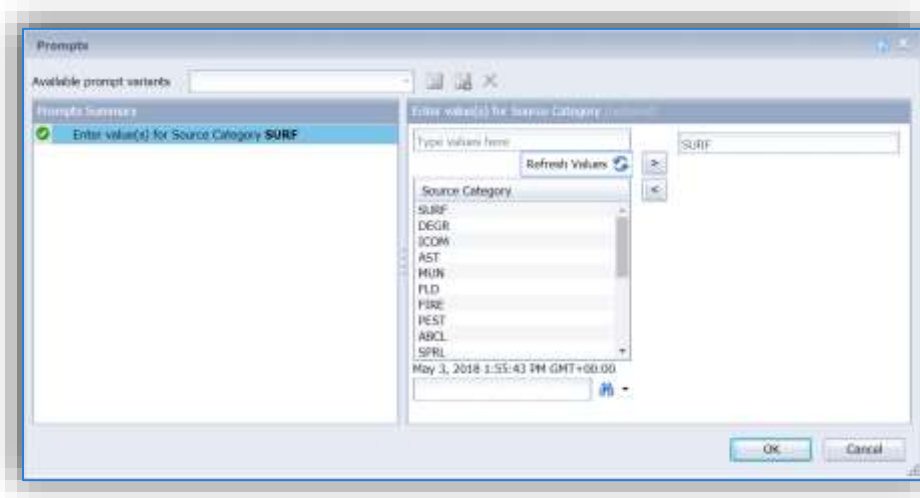 Prompts
Available prompt variants
Prompts Summary
Enter value(s) for Source Category (optional)
Enter value(s) for Source Category SURF
Type values here
SURF
Refresh Values
>
<
Source Category
SURF
DEGR
ICOM
AST
MUN
FLD
FIRE
PEST
ABCL
SPRL
May 3, 2018 1:55:43 PM GMT+00:00
OK
Cancel